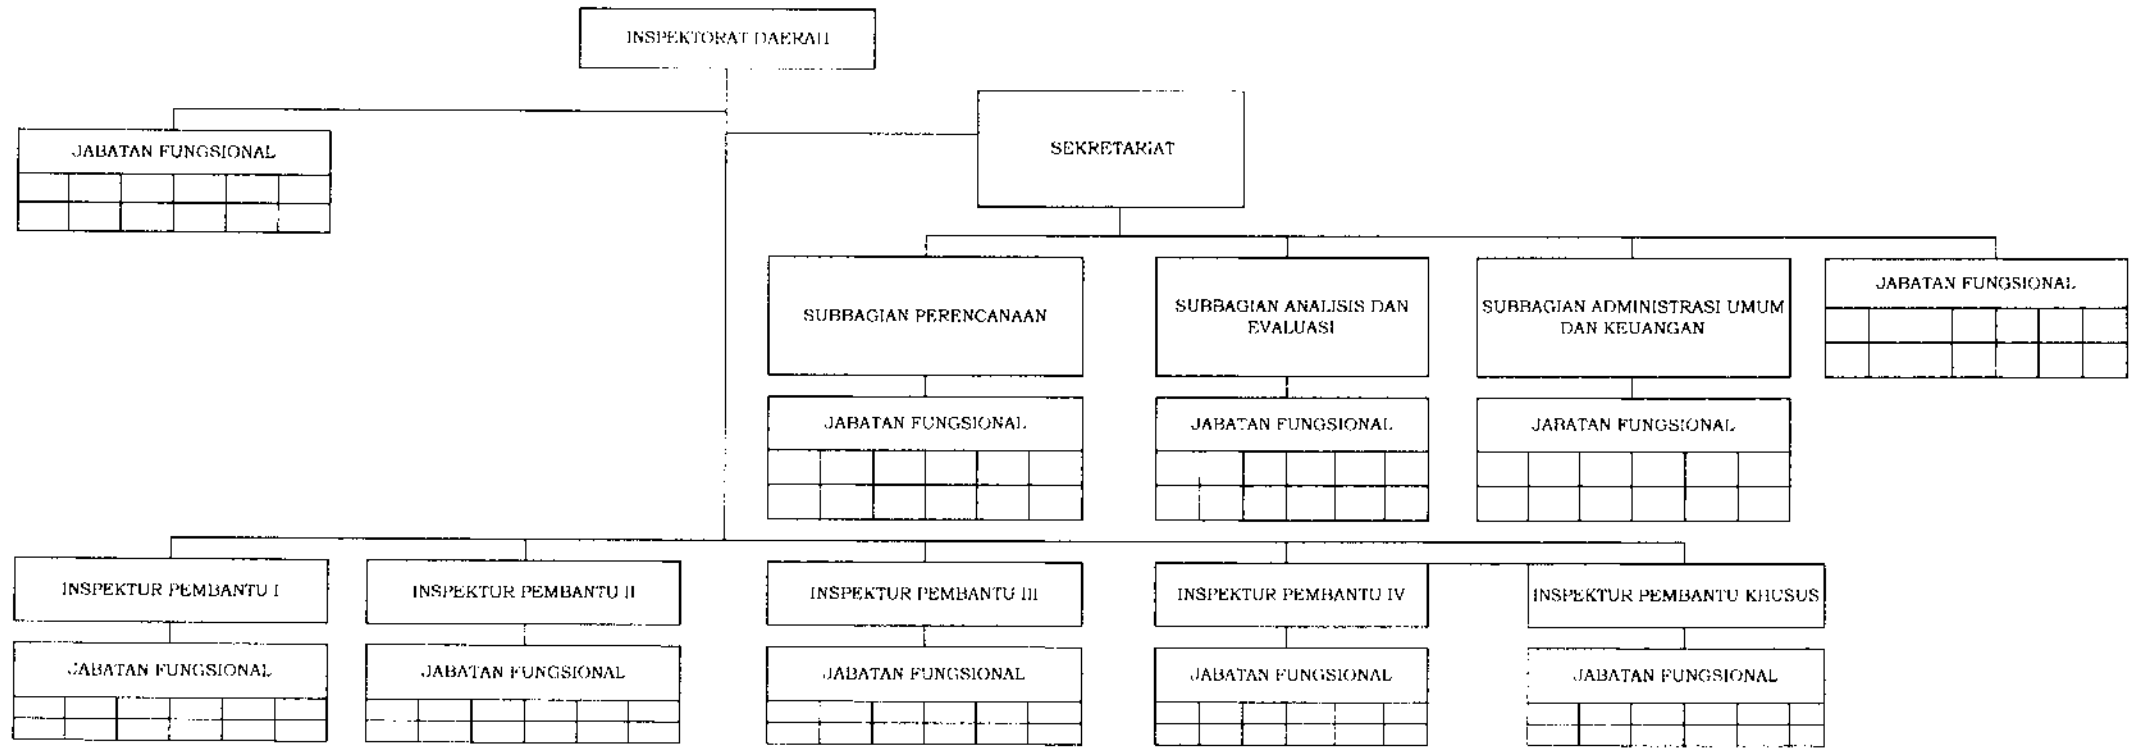 INSPEKTORAT DAERAH
JABATAN FUNGSIONAL
SEKRETARIAT
SUBBAGIAN PERENCANAAN
SUBBAGIAN ANALISIS DAN
EVALUASI
SUBBAGIAN ADMINISTRASI UMUM
DAN KEUANGAN
JABATAN FUNGSIONAL
JABATAN FUNGSIONAL
JABATAN FUNGSIONAL
JABATAN FUNGSIONAL
INSPEKTUR PEMBANTU I
INSPEKTUR PEMBANTU II
INSPEKTUR PEMBANTU III
INSPEKTUR PEMBANTU IV
INSPEKTUR PEMBANTU KHUSUS
JABATAN FUNGSIONAL
JABATAN FUNGSIONAL
JABATAN FUNGSIONAL
JABATAN FUNGSIONAL
JABATAN FUNGSIONAL